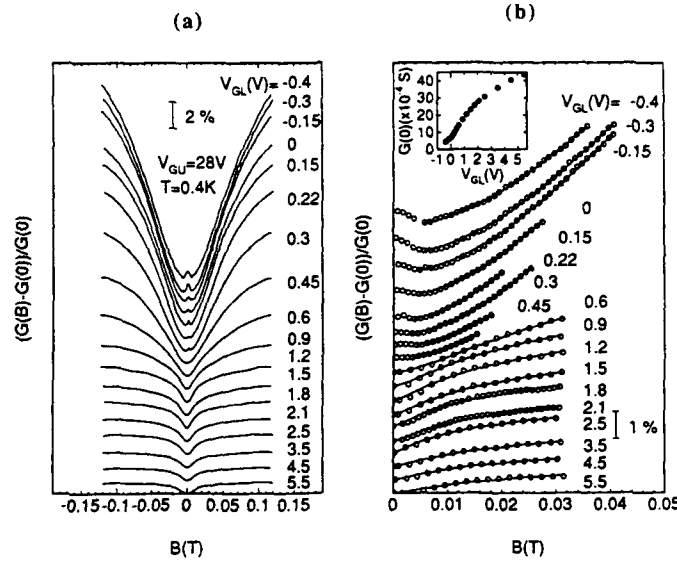 (a)
(b)
V_GL(V)= -0.4
-0.3
-0.15
0
0.15
0.22
0.3
0.45
0.6
0.9
1.2
1.5
1.8
2.1
2.5
3.5
4.5
5.5
2 %
V_GU=28V
T=0.4K
(G(B)-G(0))/G(0)
-0.15 -0.1 -0.05 0 0.05 0.1 0.15
B(T)
40
30
20
10
0
G(0)(x10⁻⁴ S)
-1 0 1 2 3 4 5
V_GL(V)
V_GL(V)= -0.4
-0.3
-0.15
0
0.15
0.22
0.3
0.45
0.6
0.9
1.2
1.5
1.8
2.1
2.5
3.5
4.5
5.5
1 %
(G(B)-G(0))/G(0)
0 0.01 0.02 0.03 0.04 0.05
B(T)